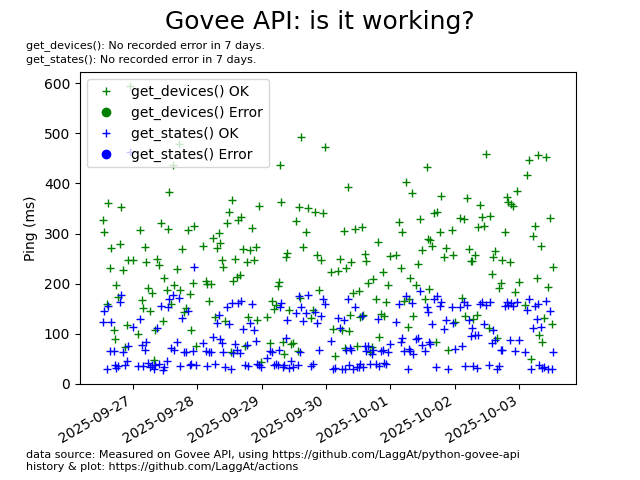 Govee API: is it working?
get_devices(): No recorded error in 7 days.
get_states(): No recorded error in 7 days.
get_devices() OK
get_devices() Error
get_states() OK
get_states() Error
Ping (ms)
600
500
400
300
200
100
0
2025-09-27
2025-09-28
2025-09-29
2025-09-30
2025-10-01
2025-10-02
2025-10-03
data source: Measured on Govee API, using https://github.com/LaggAt/python-govee-api
history & plot: https://github.com/LaggAt/actions